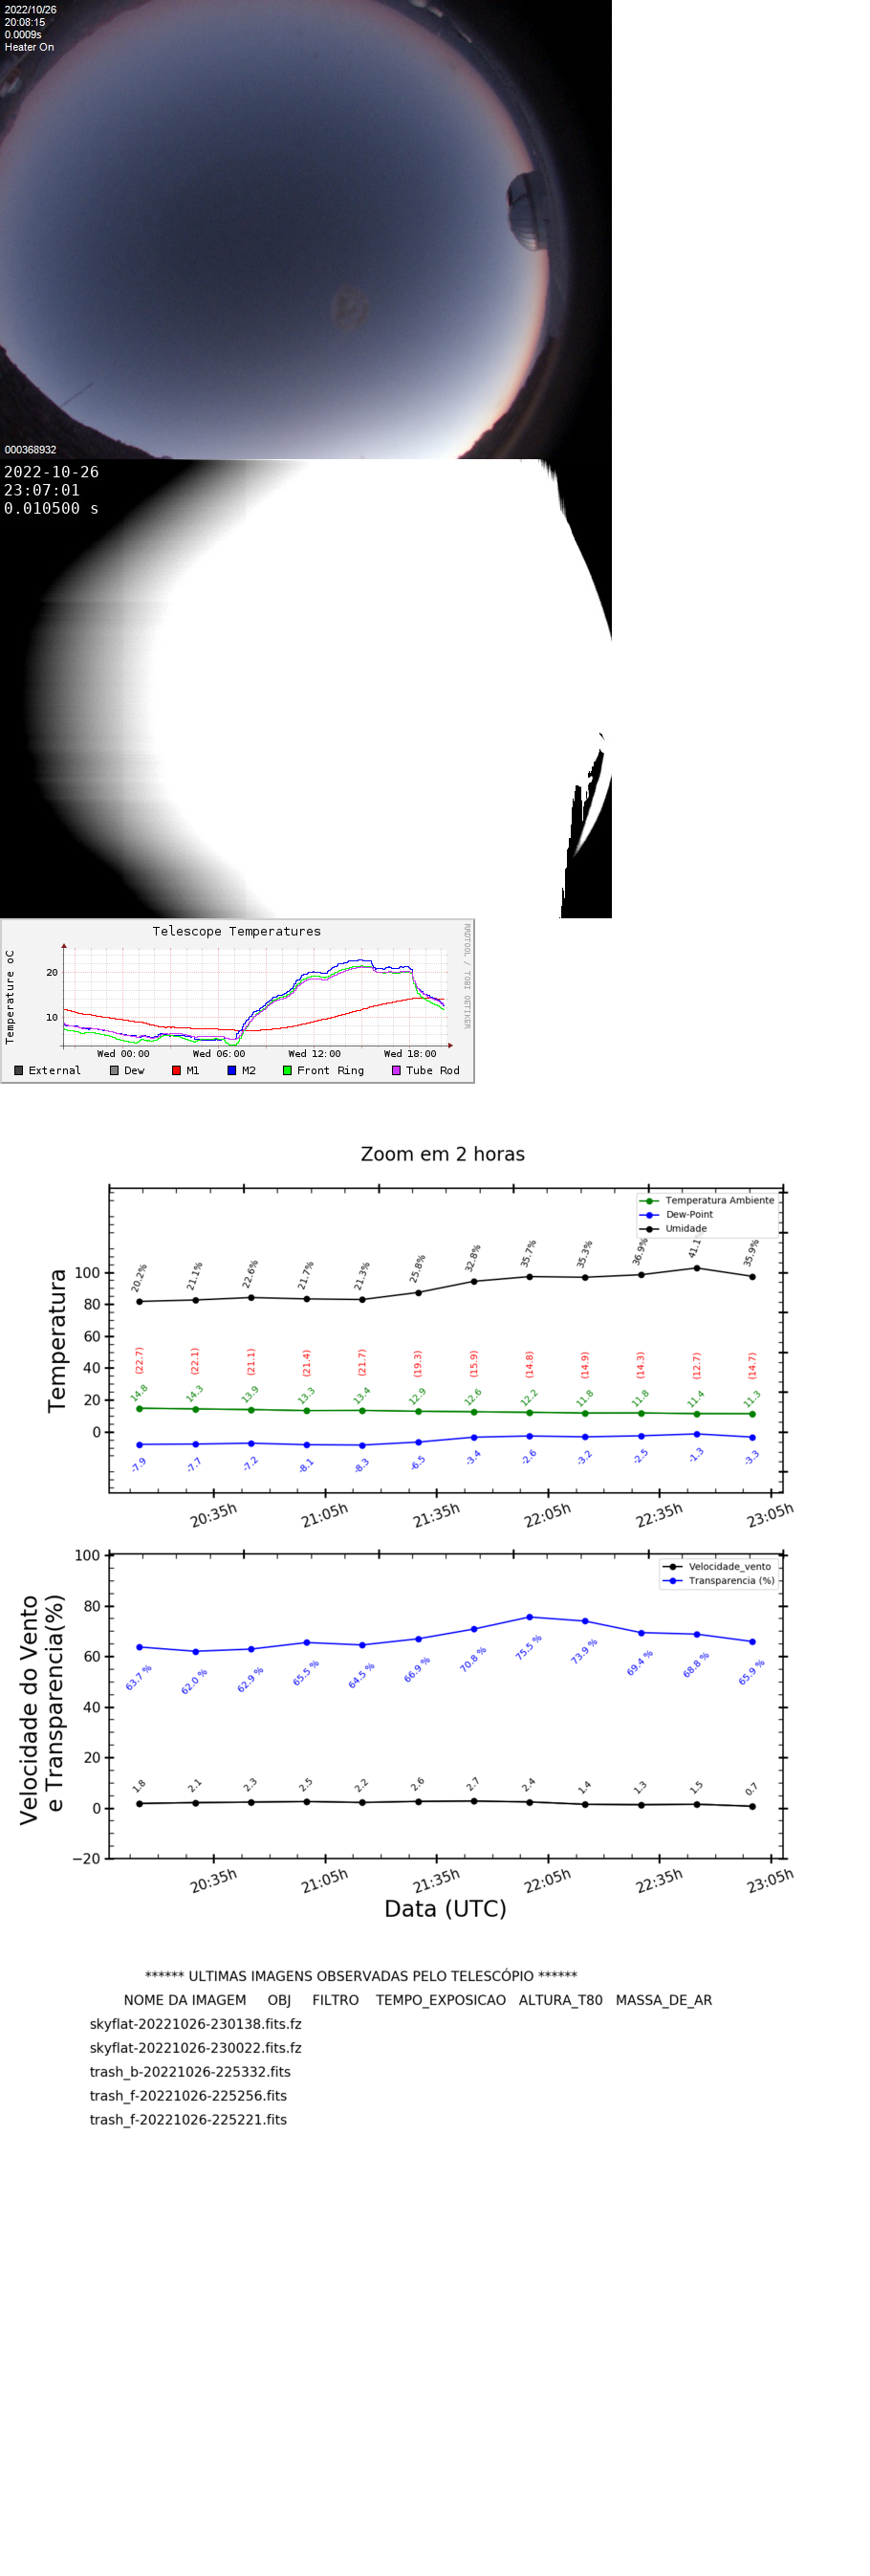 2022/10/26
20:08:15
0.0009s
Heater On
000368932
2022-10-26
23:07:01
0.010500 s
Telescope Temperatures
RRDTOOL / TOBI OETIKER
Temperature oC
20
10
Wed 00:00 Wed 06:00 Wed 12:00 Wed 18:00
External Dew M1 M2 Front Ring Tube Rod
Zoom em 2 horas
Temperatura Ambiente
Dew-Point
Umidade
Temperatura
100
80
60
40
20
0
20.2% 21.1% 22.6% 21.7% 21.3% 25.8% 32.8% 35.7% 35.3% 36.9% 41.1 35.9%
(22.7) (22.1) (21.1) (21.4) (21.7) (19.3) (15.9) (14.8) (14.9) (14.3) (12.7) (14.7)
14.8 14.3 13.9 13.3 13.4 12.9 12.6 12.2 11.8 11.8 11.4 11.3
-7.9 -7.7 -7.2 -8.1 -8.3 -6.5 -3.4 -2.6 -3.2 -2.5 -1.3 -3.3
20:35h 21:05h 21:35h 22:05h 22:35h 23:05h
Velocidade_vento
Transparencia (%)
Velocidade do Vento
e Transparencia(%)
100
80
60
40
20
0
−20
63.7 % 62.0 % 62.9 % 65.5 % 64.5 % 66.9 % 70.8 % 75.5 % 73.9 % 69.4 % 68.8 % 65.9 %
1.8 2.1 2.3 2.5 2.2 2.6 2.7 2.4 1.4 1.3 1.5 0.7
20:35h 21:05h 21:35h 22:05h 22:35h 23:05h
Data (UTC)
****** ULTIMAS IMAGENS OBSERVADAS PELO TELESCÓPIO ******
NOME DA IMAGEM OBJ FILTRO TEMPO_EXPOSICAO ALTURA_T80 MASSA_DE_AR
skyflat-20221026-230138.fits.fz
skyflat-20221026-230022.fits.fz
trash_b-20221026-225332.fits
trash_f-20221026-225256.fits
trash_f-20221026-225221.fits